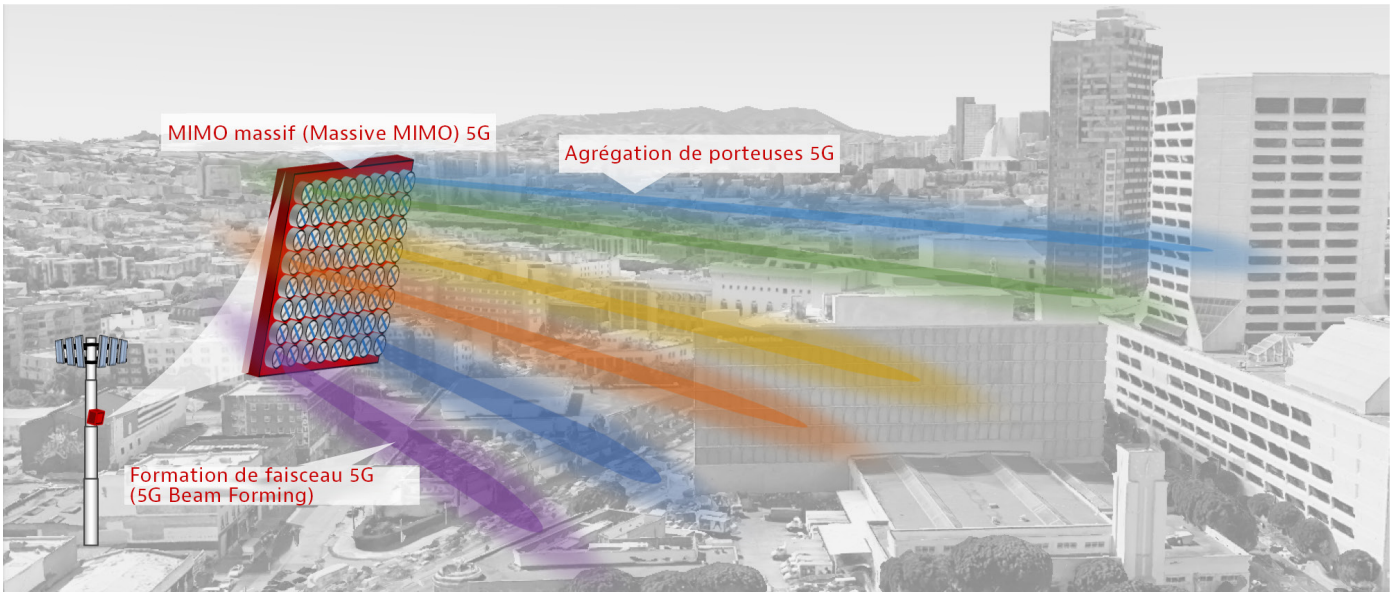 MIMO massif (Massive MIMO) 5G
Agrégation de porteuses 5G
Formation de faisceau 5G
(5G Beam Forming)